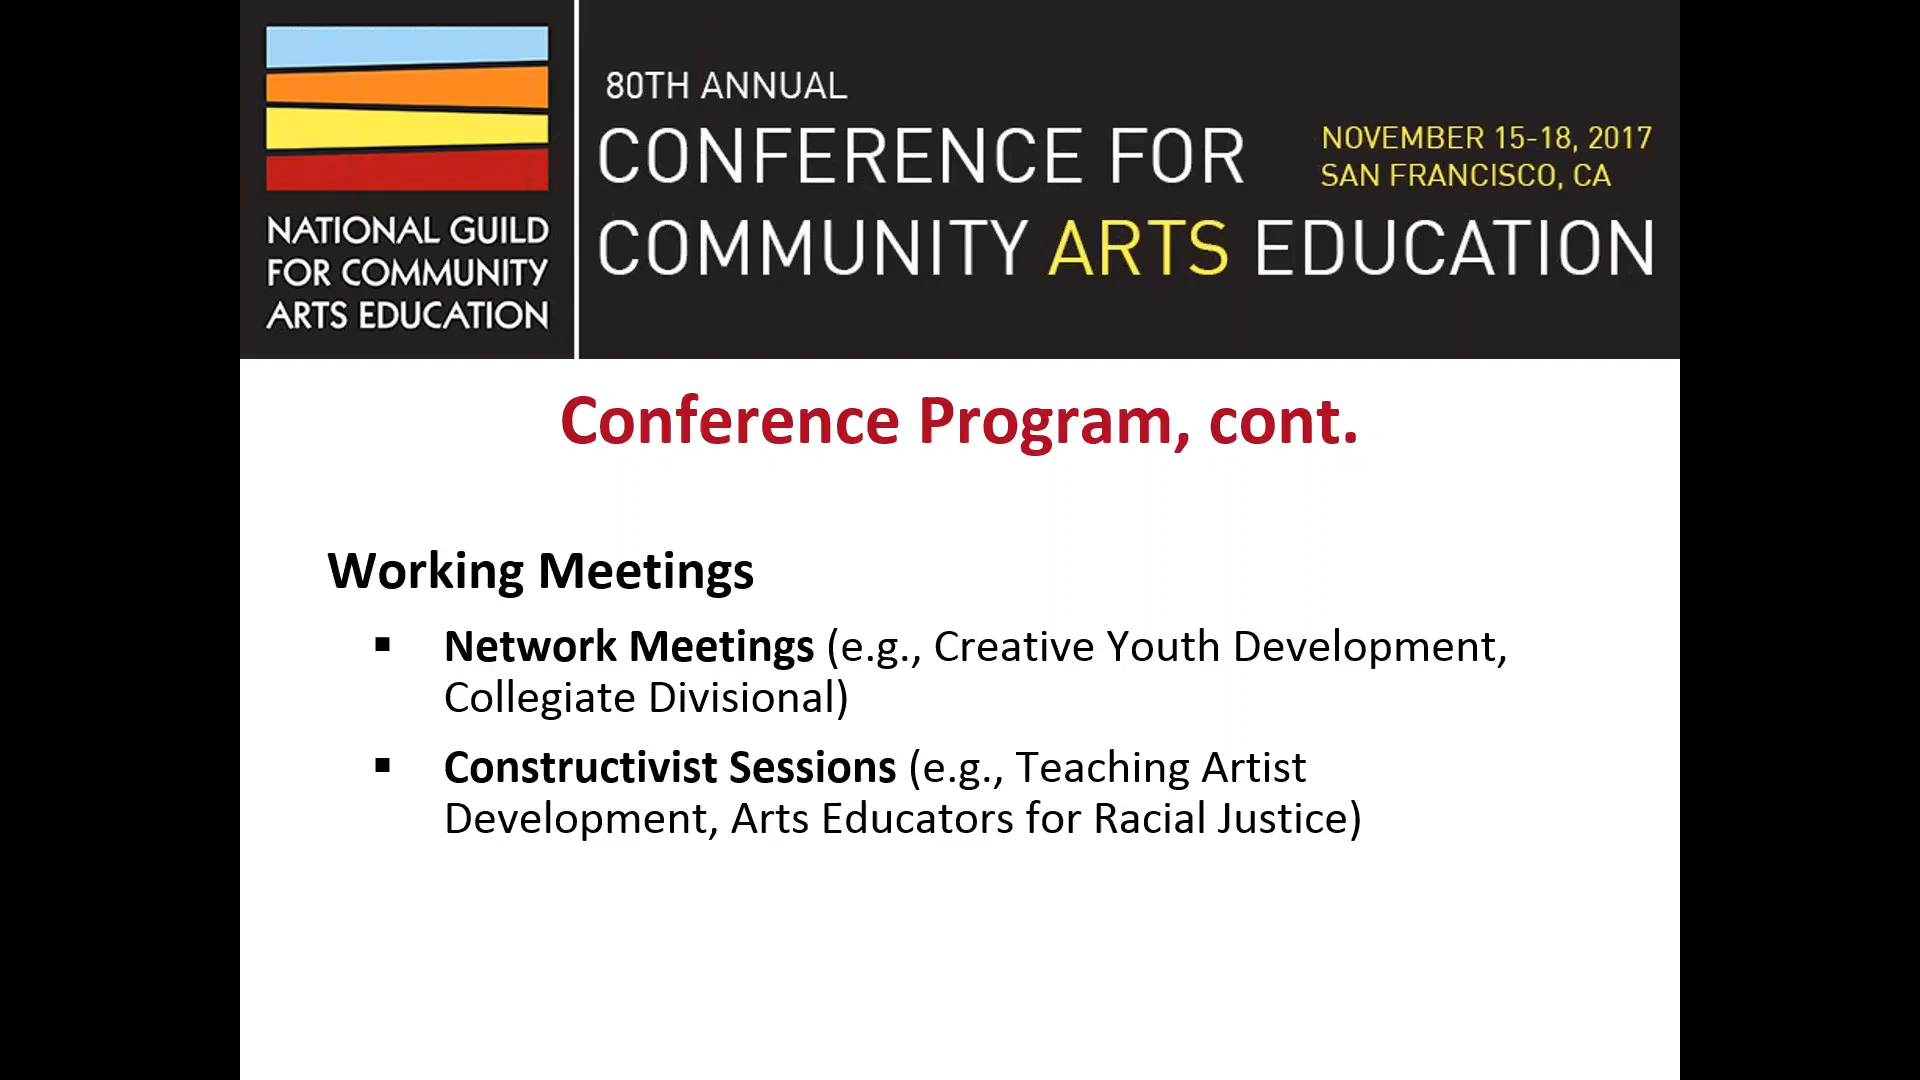 NATIONAL GUILD
FOR COMMUNITY
ARTS EDUCATION
80TH ANNUAL
CONFERENCE FOR
COMMUNITY ARTS EDUCATION
NOVEMBER 15-18, 2017
SAN FRANCISCO, CA
Conference Program, cont.
Working Meetings
▪ Network Meetings (e.g., Creative Youth Development,
Collegiate Divisional)
▪ Constructivist Sessions (e.g., Teaching Artist
Development, Arts Educators for Racial Justice)